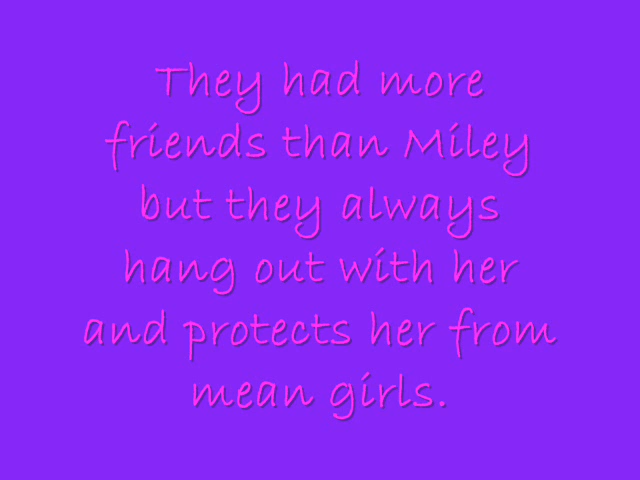 They had more
friends than Miley
but they always
hang out with her
and protects her from
mean girls.